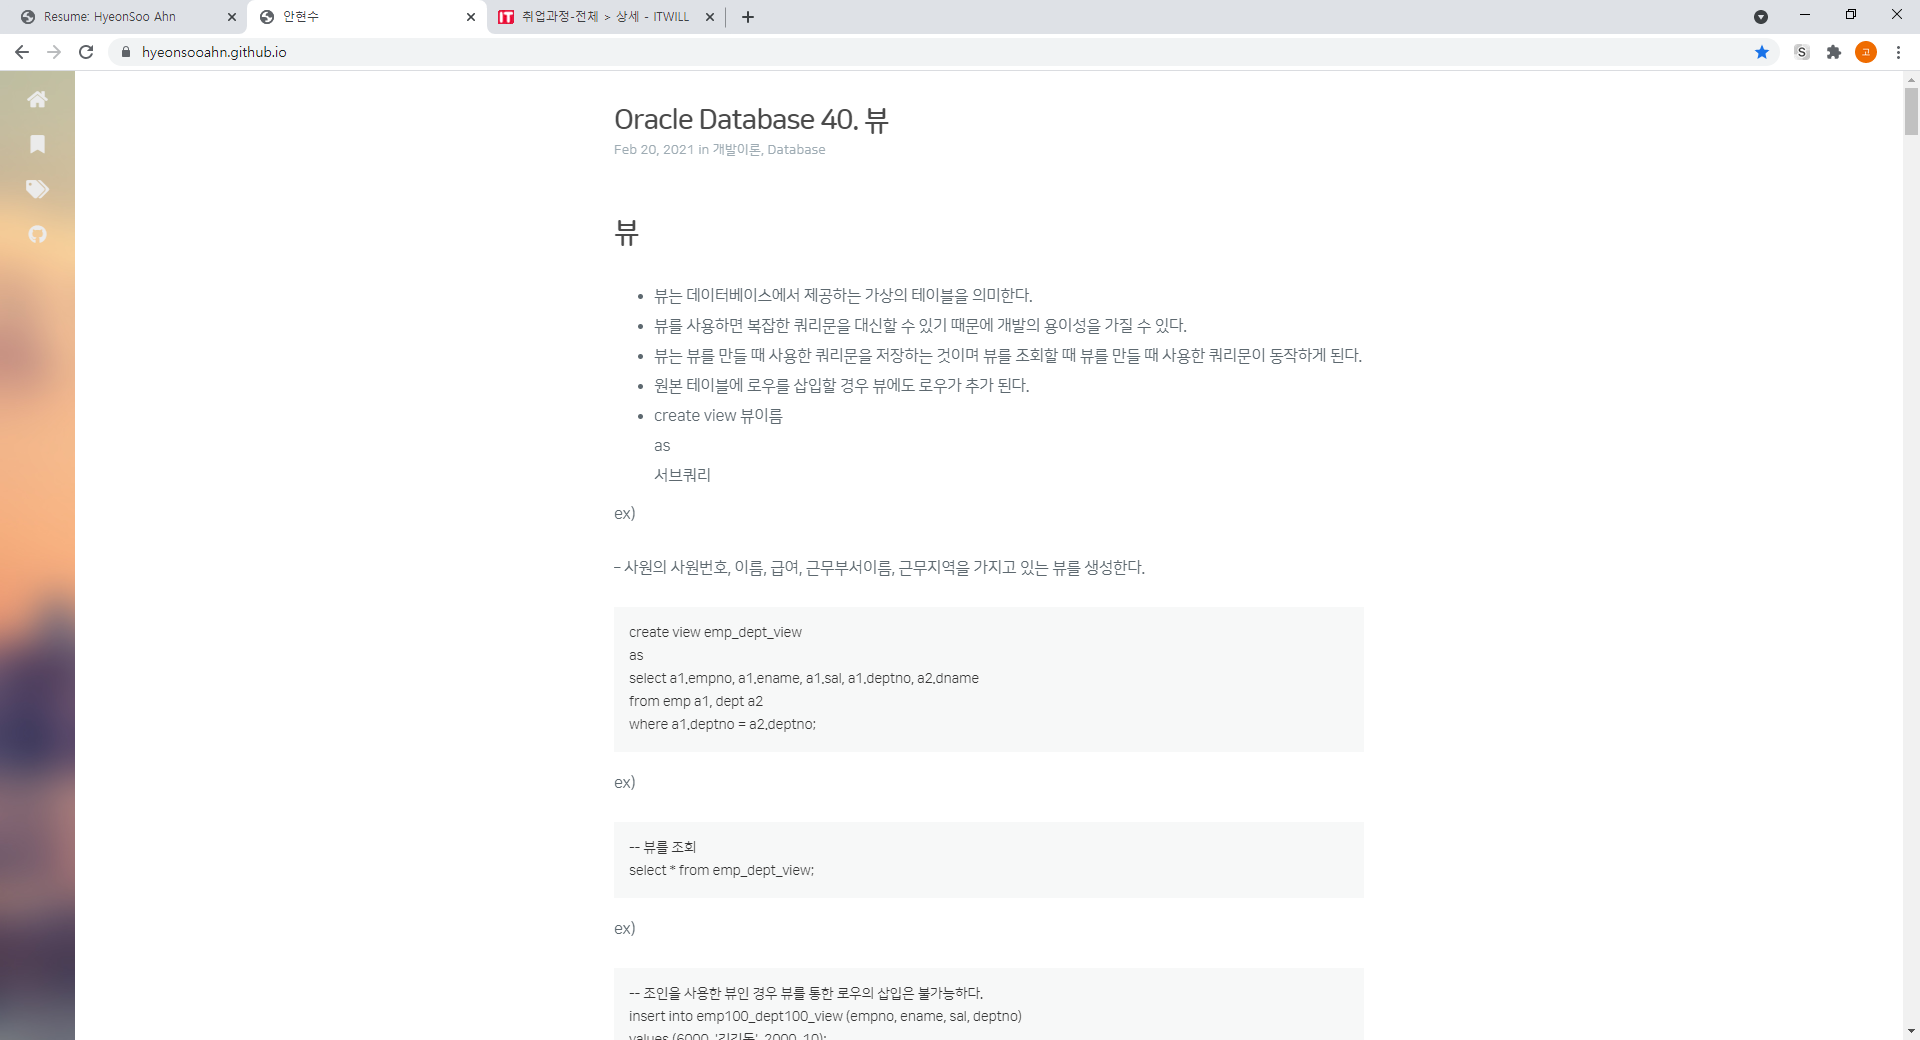 Resume: HyeonSoo Ahn
안현수
취업과정-전체 > 상세 - ITWILL
hyeonsooahn.github.io
Oracle Database 40. 뷰
Feb 20, 2021 in 개발이론, Database
뷰
뷰는 데이터베이스에서 제공하는 가상의 테이블을 의미한다.
뷰를 사용하면 복잡한 쿼리문을 대신할 수 있기 때문에 개발의 용이성을 가질 수 있다.
뷰는 뷰를 만들 때 사용한 쿼리문을 저장하는 것이며 뷰를 조회할 때 뷰를 만들 때 사용한 쿼리문이 동작하게 된다.
원본 테이블에 로우를 삽입할 경우 뷰에도 로우가 추가 된다.
create view 뷰이름
as
서브쿼리
ex)
– 사원의 사원번호, 이름, 급여, 근무부서이름, 근무지역을 가지고 있는 뷰를 생성한다.
create view emp_dept_view
as
select a1.empno, a1.ename, a1.sal, a1.deptno, a2.dname
from emp a1, dept a2
where a1.deptno = a2.deptno;
ex)
-- 뷰를 조회
select * from emp_dept_view;
ex)
-- 조인을 사용한 뷰인 경우 뷰를 통한 로우의 삽입은 불가능하다.
insert into emp100_dept100_view (empno, ename, sal, deptno)
values (6000, '김길동', 2000, 10);